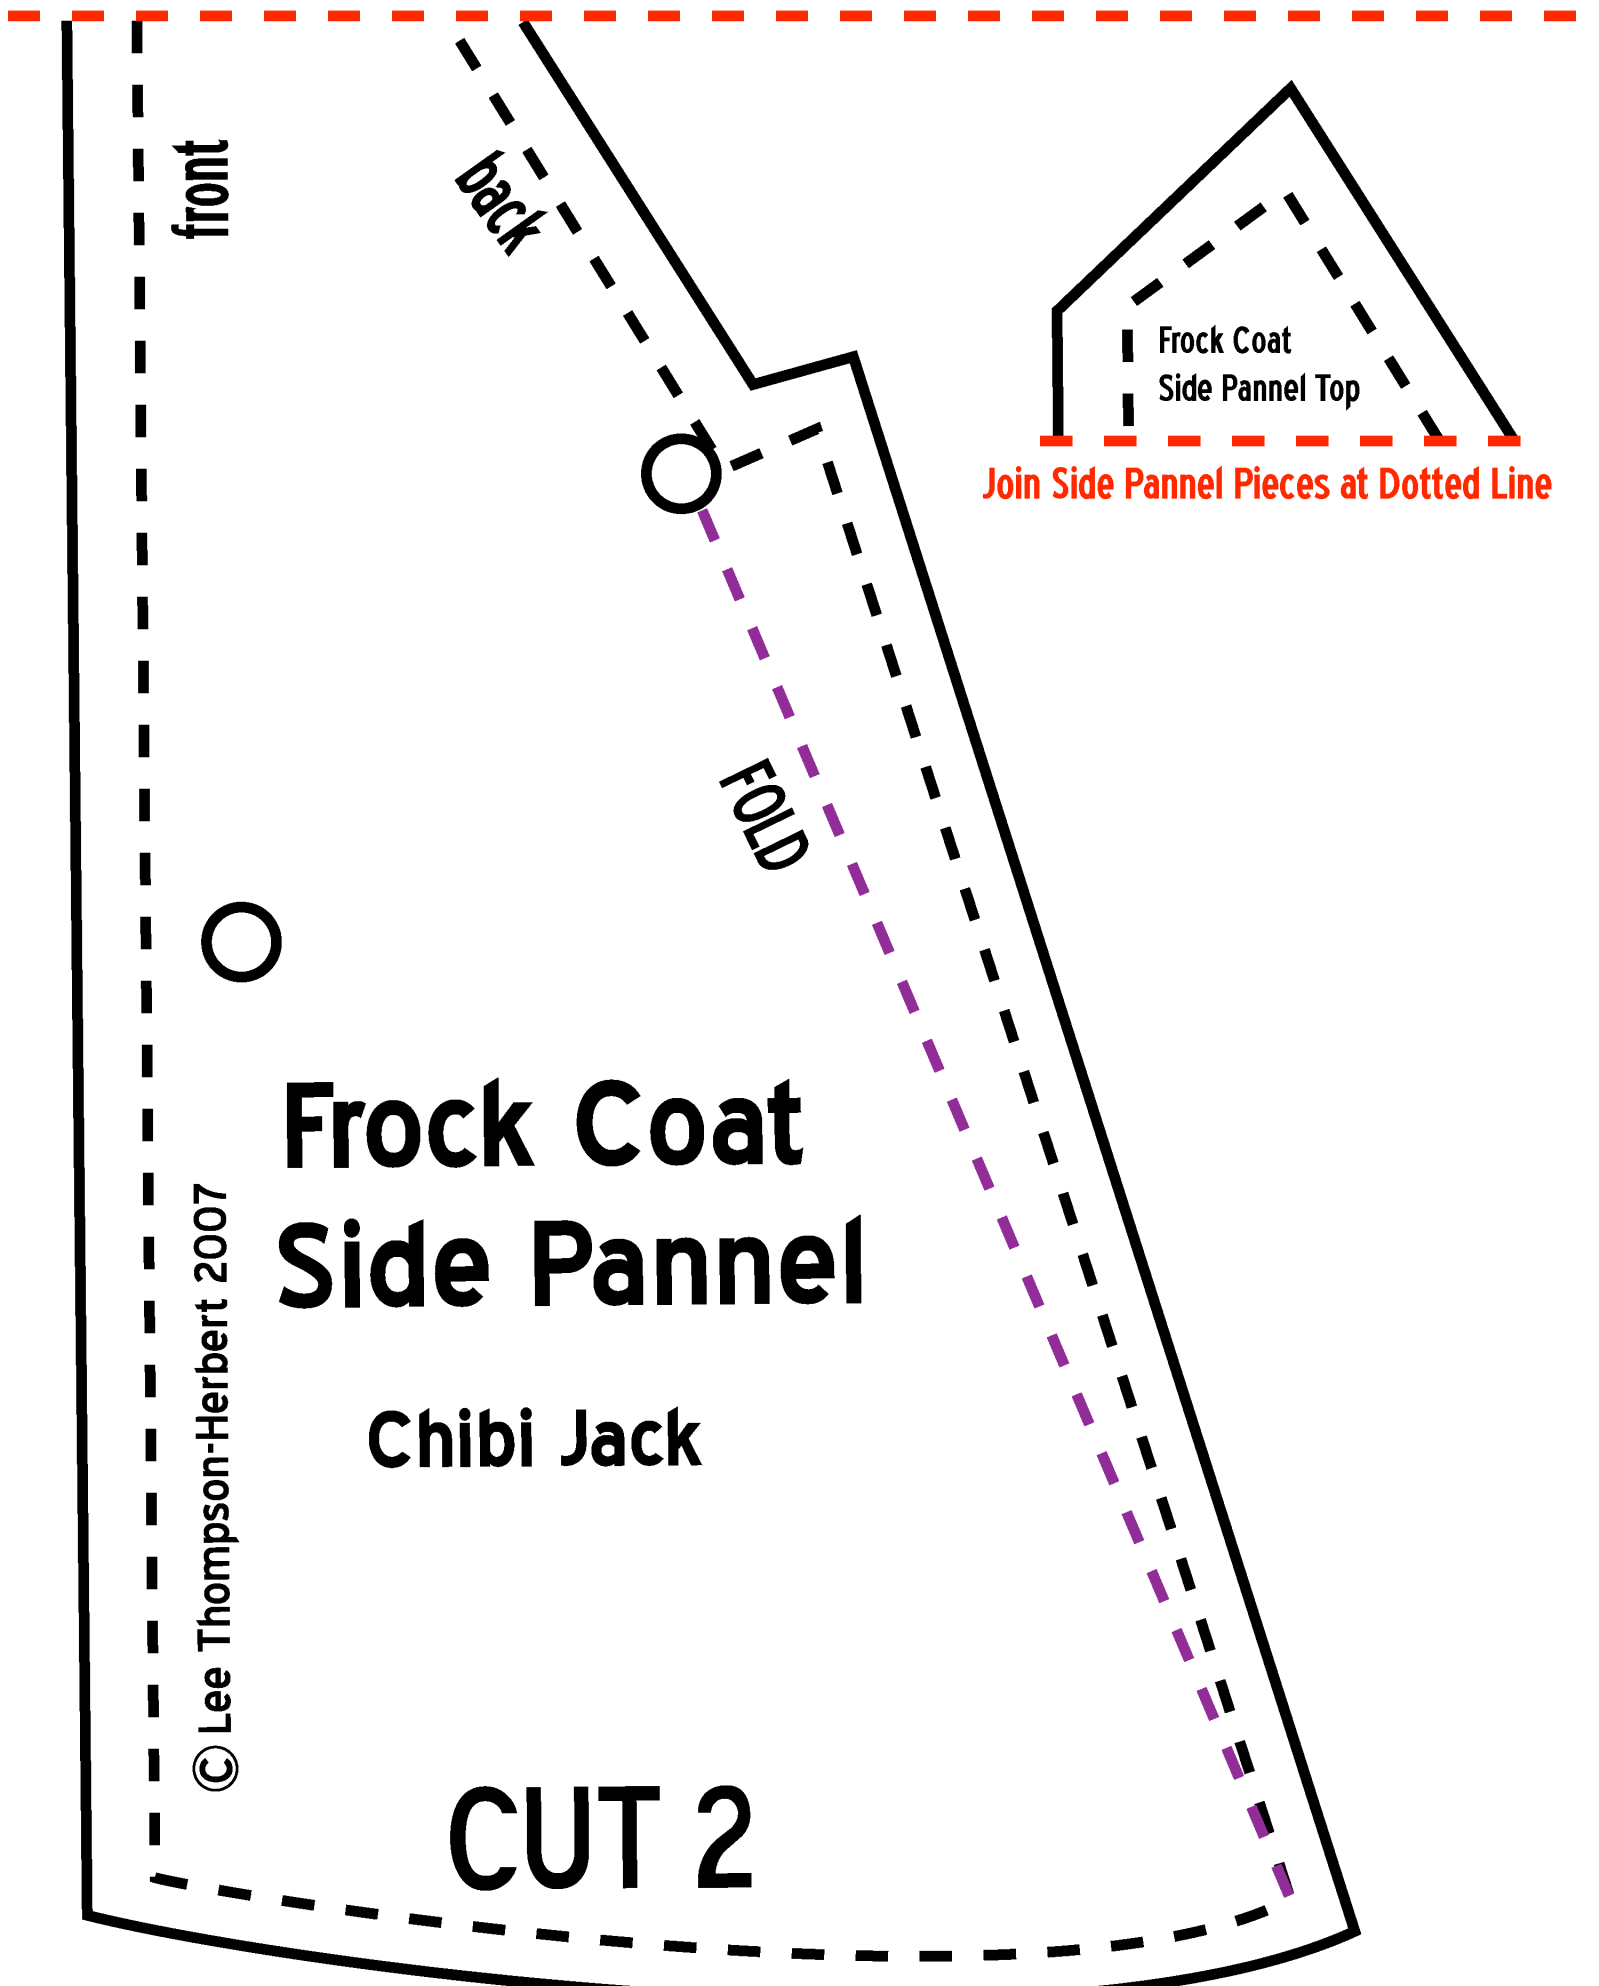 front
back
Frock Coat
Side Pannel Top
Join Side Pannel Pieces at Dotted Line
FOLD
Frock Coat
Side Pannel
Chibi Jack
© Lee Thompson-Herbert 2007
CUT 2